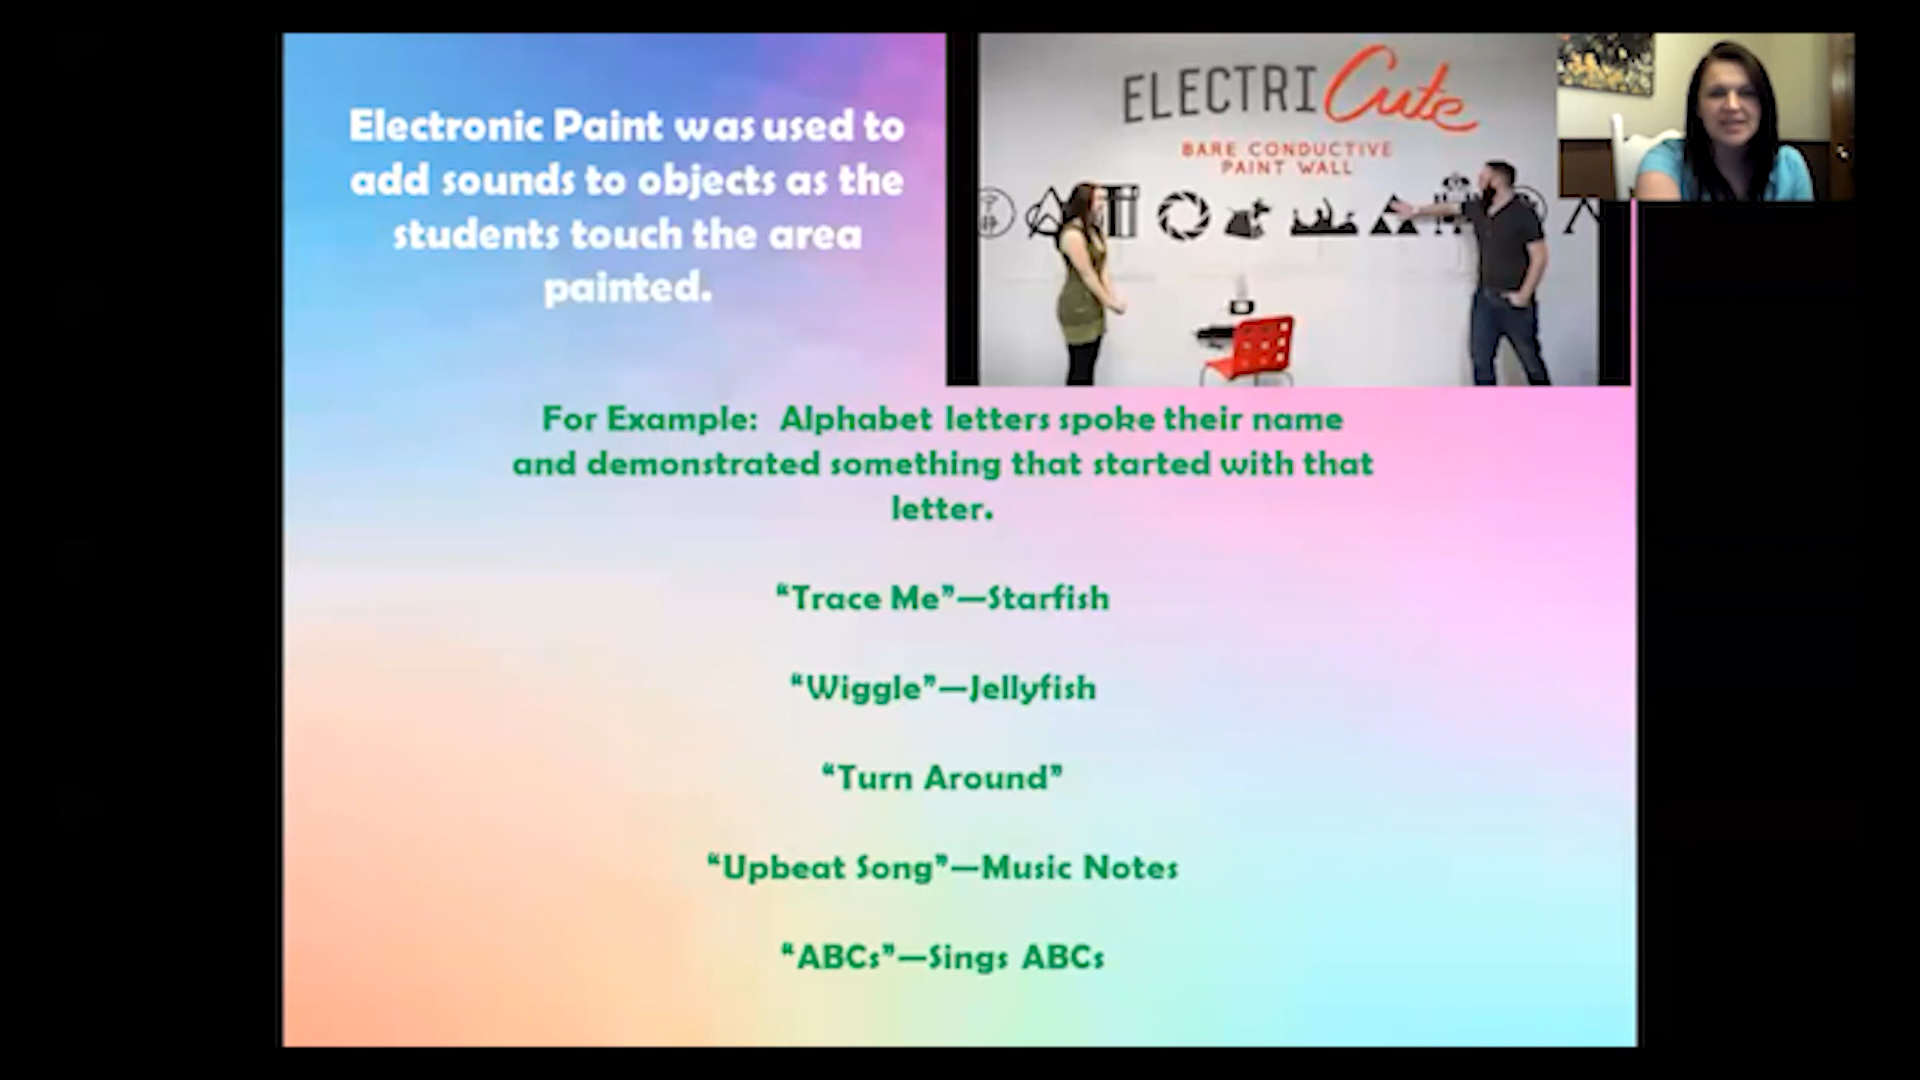 Electronic Paint was used to
add sounds to objects as the
students touch the area
painted.
ELECTRICute
BARE CONDUCTIVE
PAINT WALL
For Example: Alphabet letters spoke their name
and demonstrated something that started with that
letter.
“Trace Me”—Starfish
“Wiggle”—Jellyfish
“Turn Around”
“Upbeat Song”—Music Notes
“ABCs”—Sings ABCs